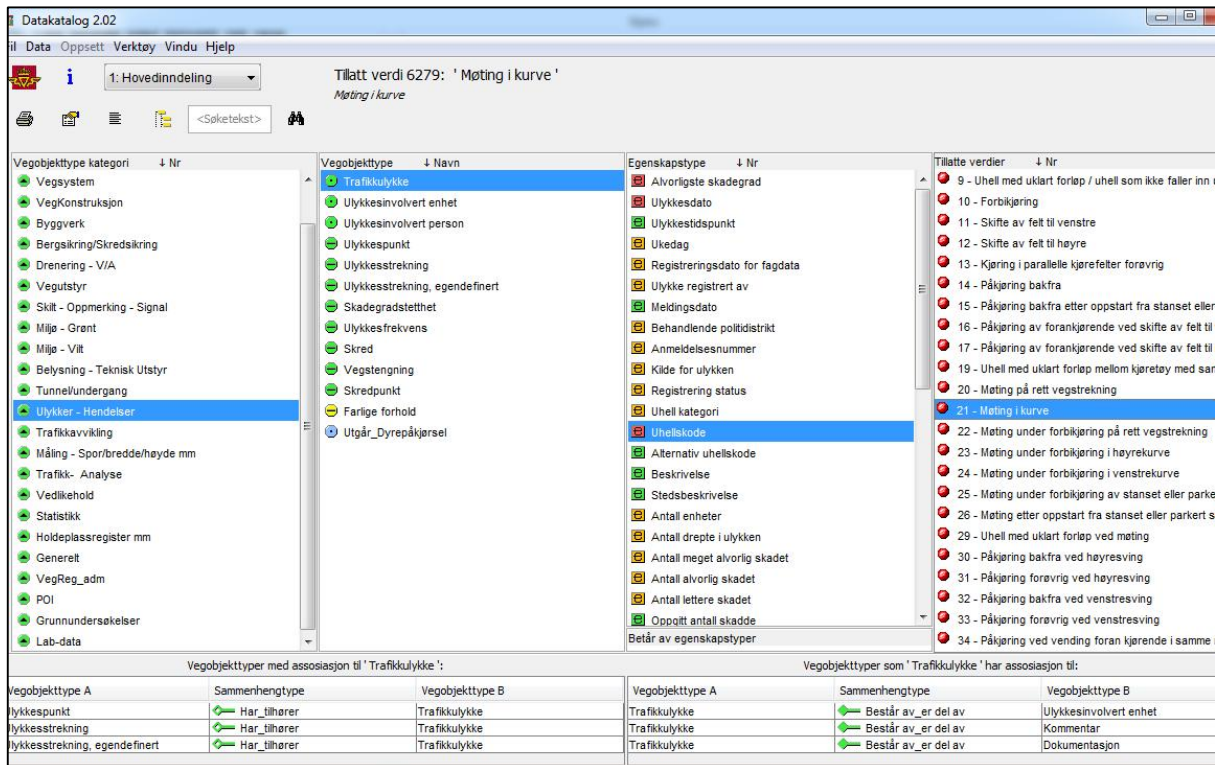 Datakatalog 2.02
il Data Oppsett Verktøy Vindu Hjelp
i 1: Hovedinndeling
Tillatt verdi 6279: ' Møting i kurve '
Møting i kurve
<Søketekst>
Vegobjekttype kategori ↓ Nr
Vegsystem
VegKonstruksjon
Byggverk
Bergsikring/Skredsikring
Drenering - V/A
Vegutstyr
Skilt - Oppmerking - Signal
Miljø - Grønt
Miljø - Vilt
Belysning - Teknisk Utstyr
Tunnel/undergang
Ulykker - Hendelser
Trafikkavvikling
Måling - Spor/bredde/høyde mm
Trafikk- Analyse
Vedlikehold
Statistikk
Holdeplassregister mm
Generelt
VegReg_adm
POI
Grunnundersøkelser
Lab-data
Vegobjekttype ↓ Navn
Trafikkulykke
Ulykkesinvolvert enhet
Ulykkesinvolvert person
Ulykkespunkt
Ulykkesstrekning
Ulykkesstrekning, egendefinert
Skadegradstetthet
Ulykkesfrekvens
Skred
Vegstengning
Skredpunkt
Farlige forhold
Utgår_Dyrepåkjørsel
Egenskapstype ↓ Nr
Alvorligste skadegrad
Ulykkesdato
Ulykkestidspunkt
Ukedag
Registreringsdato for fagdata
Ulykke registrert av
Meldingsdato
Behandlende politidistrikt
Anmeldelsesnummer
Kilde for ulykken
Registrering status
Uhell kategori
Uhellskode
Alternativ uhellskode
Beskrivelse
Stedsbeskrivelse
Antall enheter
Antall drepte i ulykken
Antall meget alvorlig skadet
Antall alvorlig skadet
Antall lettere skadet
Oppgitt antall skadde
Betår av egenskapstyper
Tillatte verdier ↓ Nr
9 - Uhell med uklart forløp / uhell som ikke faller inn
10 - Forbikjøring
11 - Skifte av felt til venstre
12 - Skifte av felt til høyre
13 - Kjøring i parallelle kjørefelter forøvrig
14 - Påkjøring bakfra
15 - Påkjøring bakfra etter oppstart fra stanset eller
16 - Påkjøring av forankjørende ved skifte av felt til
17 - Påkjøring av forankjørende ved skifte av felt til
19 - Uhell med uklart forløp mellom kjøretøy med sam
20 - Møting på rett vegstrekning
21 - Møting i kurve
22 - Møting under forbikjøring på rett vegstrekning
23 - Møting under forbikjøring i høyrekurve
24 - Møting under forbikjøring i venstrekurve
25 - Møting under forbikjøring av stanset eller parke
26 - Møting etter oppstart fra stanset eller parkert s
29 - Uhell med uklart forløp ved møting
30 - Påkjøring bakfra ved høyresving
31 - Påkjøring forøvrig ved høyresving
32 - Påkjøring bakfra ved venstresving
33 - Påkjøring forøvrig ved venstresving
34 - Påkjøring ved vending foran kjørende i samme
Vegobjekttyper med assosiasjon til ' Trafikkulykke ':
Vegobjekttype A Sammenhengtype Vegobjekttype B
Ulykkespunkt Har_tilhører Trafikkulykke
Ulykkesstrekning Har_tilhører Trafikkulykke
Ulykkesstrekning, egendefinert Har_tilhører Trafikkulykke
Vegobjekttyper som ' Trafikkulykke ' har assosiasjon til:
Vegobjekttype A Sammenhengtype Vegobjekttype B
Trafikkulykke Består av_er del av Ulykkesinvolvert enhet
Trafikkulykke Består av_er del av Kommentar
Trafikkulykke Består av_er del av Dokumentasjon